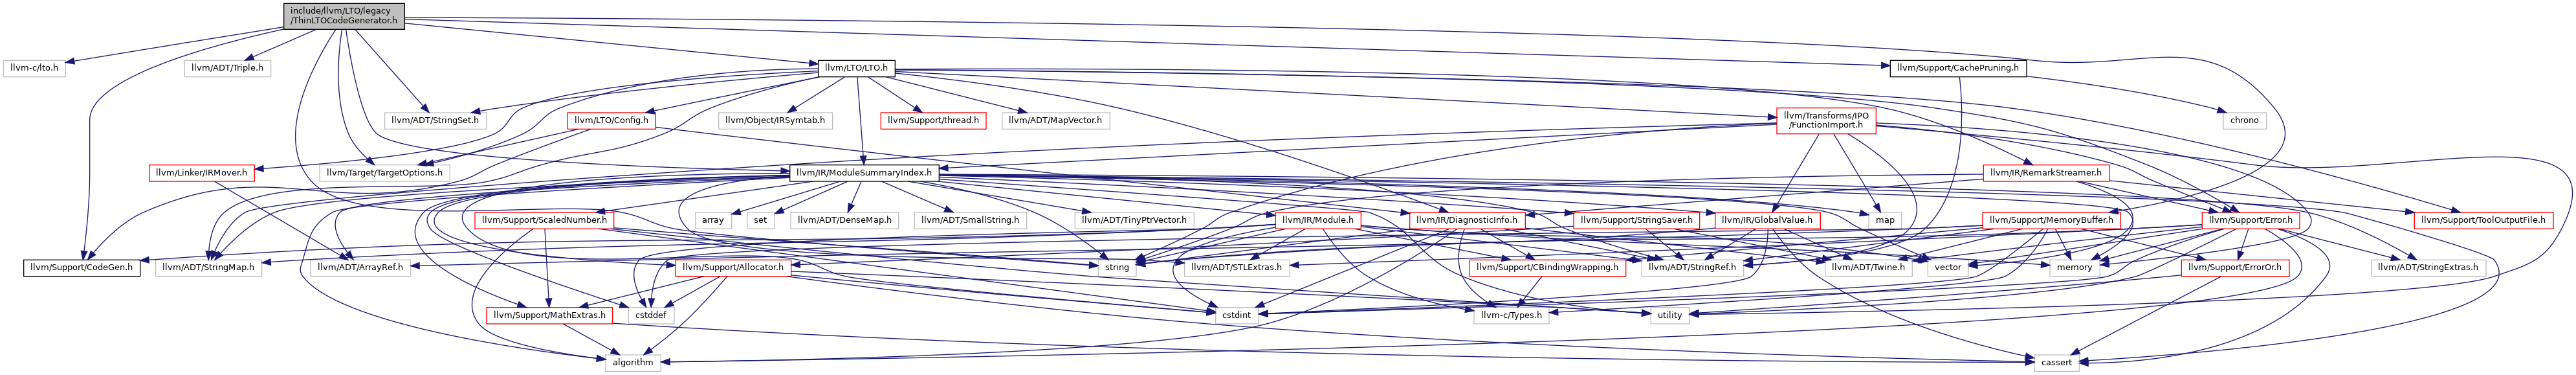 include/llvm/LTO/legacy
/ThinLTOCodeGenerator.h
llvm-c/lto.h
llvm/ADT/Triple.h
llvm/LTO/LTO.h
llvm/Support/CachePruning.h
llvm/ADT/StringSet.h
llvm/LTO/Config.h
llvm/Object/IRSymtab.h
llvm/Support/thread.h
llvm/ADT/MapVector.h
llvm/Transforms/IPO
/FunctionImport.h
chrono
llvm/Linker/IRMover.h
llvm/Target/TargetOptions.h
llvm/IR/ModuleSummaryIndex.h
llvm/IR/RemarkStreamer.h
llvm/Support/ScaledNumber.h
array
set
llvm/ADT/DenseMap.h
llvm/ADT/SmallString.h
llvm/ADT/TinyPtrVector.h
llvm/IR/Module.h
llvm/IR/DiagnosticInfo.h
llvm/Support/StringSaver.h
llvm/IR/GlobalValue.h
map
llvm/Support/MemoryBuffer.h
llvm/Support/Error.h
llvm/Support/ToolOutputFile.h
llvm/Support/CodeGen.h
llvm/ADT/StringMap.h
llvm/ADT/ArrayRef.h
string
llvm/Support/Allocator.h
llvm/ADT/STLExtras.h
llvm/Support/CBindingWrapping.h
llvm/ADT/StringRef.h
llvm/ADT/Twine.h
vector
memory
llvm/Support/ErrorOr.h
llvm/ADT/StringExtras.h
llvm/Support/MathExtras.h
cstddef
cstdint
llvm-c/Types.h
utility
algorithm
cassert